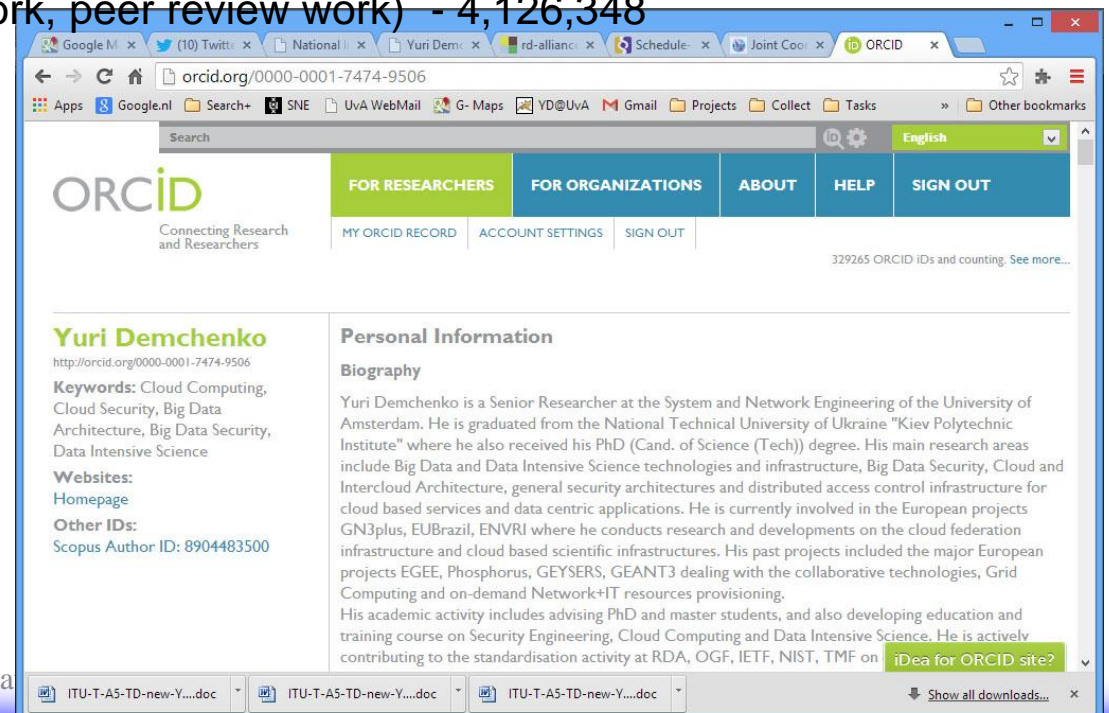 ork, peer review work) - 4,126,348
Google M
(10) Twitte
National I
Yuri Demc
rd-alliance
Schedule-
Joint Coor
ORCID
orcid.org/0000-0001-7474-9506
Apps Google.nl Search+ SNE UvA WebMail G- Maps YD@UvA Gmail Projects Collect Tasks » Other bookmarks
Search
iD
English
ORCiD
Connecting Research
and Researchers
FOR RESEARCHERS FOR ORGANIZATIONS ABOUT HELP SIGN OUT
MY ORCID RECORD ACCOUNT SETTINGS SIGN OUT
329265 ORCID iDs and counting. See more...
Yuri Demchenko
http://orcid.org/0000-0001-7474-9506
Keywords: Cloud Computing,
Cloud Security, Big Data
Architecture, Big Data Security,
Data Intensive Science
Websites:
Homepage
Other IDs:
Scopus Author ID: 8904483500
Personal Information
Biography
Yuri Demchenko is a Senior Researcher at the System and Network Engineering of the University of
Amsterdam. He is graduated from the National Technical University of Ukraine "Kiev Polytechnic
Institute" where he also received his PhD (Cand. of Science (Tech)) degree. His main research areas
include Big Data and Data Intensive Science technologies and infrastructure, Big Data Security, Cloud and
Intercloud Architecture, general security architectures and distributed access control infrastructure for
cloud based services and data centric applications. He is currently involved in the European projects
GN3plus, EUBrazil, ENVRI where he conducts research and developments on the cloud federation
infrastructure and cloud based scientific infrastructures. His past projects included the major European
projects EGEE, Phosphorus, GEYSERS, GEANT3 dealing with the collaborative technologies, Grid
Computing and on-demand Network+IT resources provisioning.
His academic activity includes advising PhD and master students, and also developing education and
training course on Security Engineering, Cloud Computing and Data Intensive Science. He is actively
contributing to the standardisation activity at RDA, OGF, IETF, NIST, TMF on
iDea for ORCID site?
a
ITU-T-A5-TD-new-Y....doc ITU-T-A5-TD-new-Y....doc ITU-T-A5-TD-new-Y....doc Show all downloads...